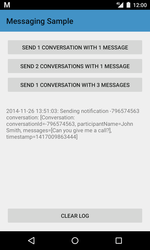 M
11:00
Messaging Sample
SEND 1 CONVERSATION WITH 1 MESSAGE
SEND 2 CONVERSATIONS WITH 1 MESSAGE
SEND 1 CONVERSATION WITH 3 MESSAGES
2014-11-26 13:51:03: Sending notification -796574563
conversation: [Conversation:
conversationId=-796574563, participantName=John
Smith, messages=[Can you give me a call?],
timestamp=1417009863444]
CLEAR LOG